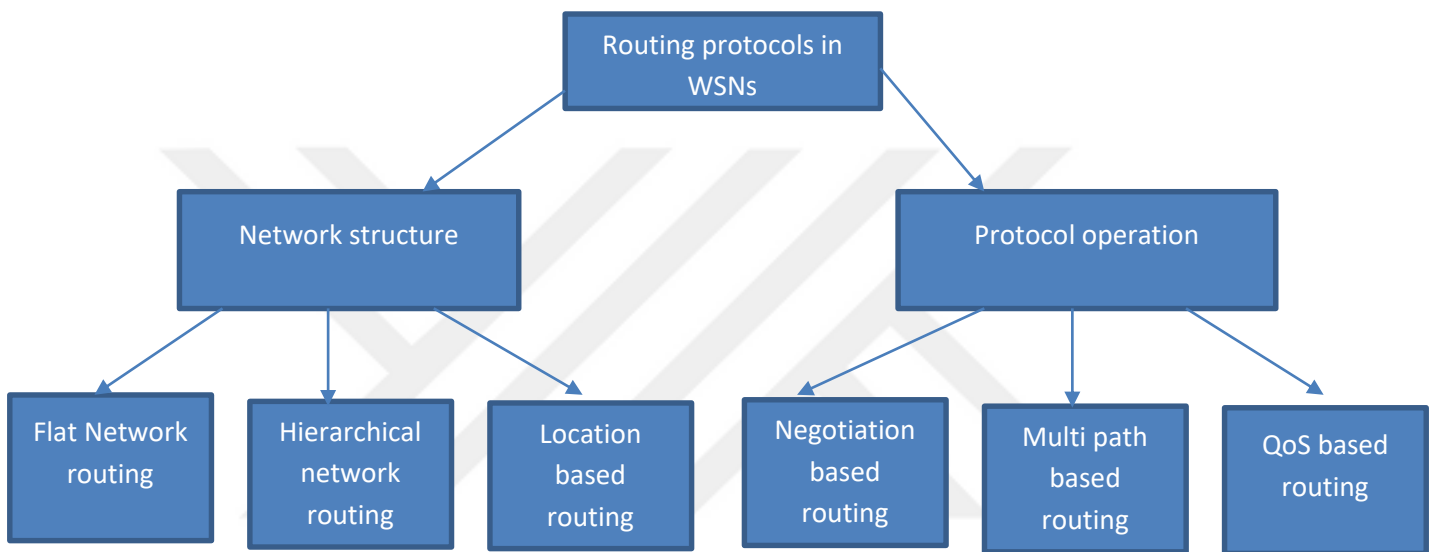 Routing protocols in
WSNs
Network structure
Protocol operation
Flat Network
routing
Hierarchical
network
routing
Location
based
routing
Negotiation
based
routing
Multi path
based
routing
QoS based
routing